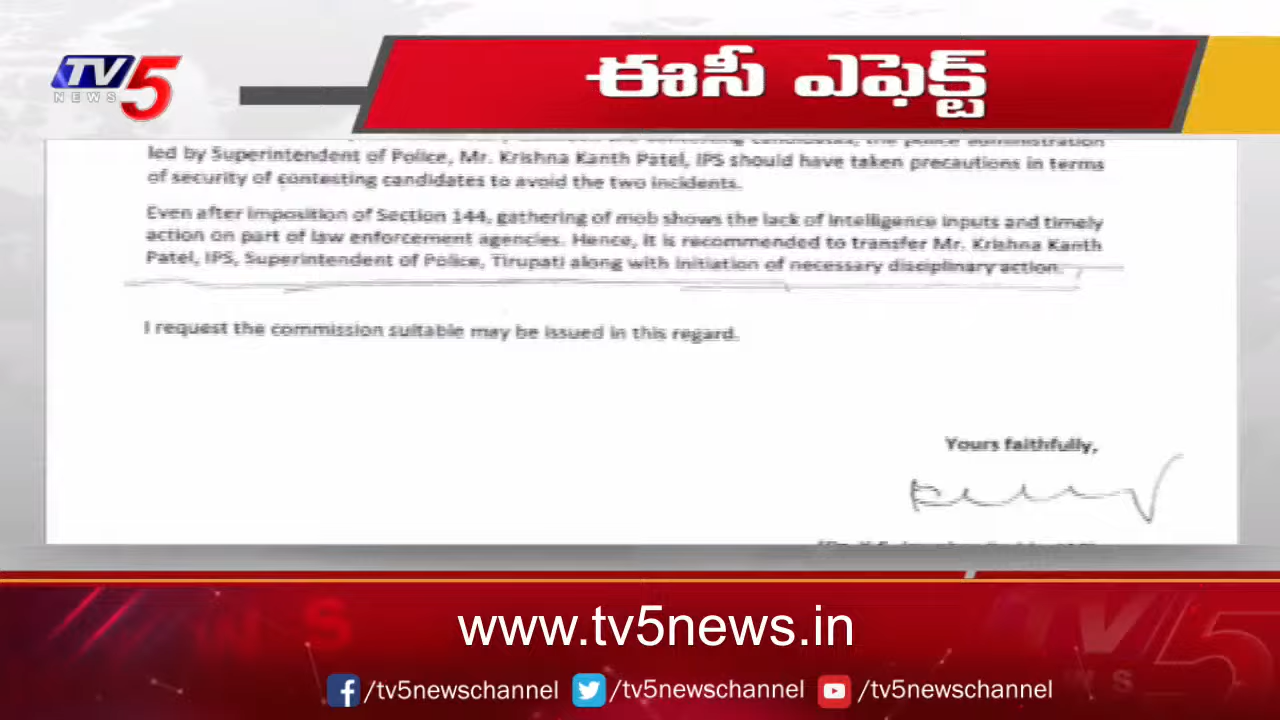 TV5
NEWS
ఈసీ ఎఫెక్ట్
the police administration
led by Superintendent of Police, Mr. Krishna Kanth Patel, IPS should have taken precautions in terms
of security of contesting candidates to avoid the two incidents.
Even after imposition of Section 144, gathering of mob shows the lack of intelligence inputs and timely
action on part of law enforcement agencies. Hence, it is recommended to transfer Mr. Krishna Kanth
Patel, IPS, Superintendent of Police, Tirupati along with initiation of necessary disciplinary action.
I request the commission suitable may be issued in this regard.
Yours faithfully,
www.tv5news.in
/tv5newschannel /tv5newschannel /tv5newschannel